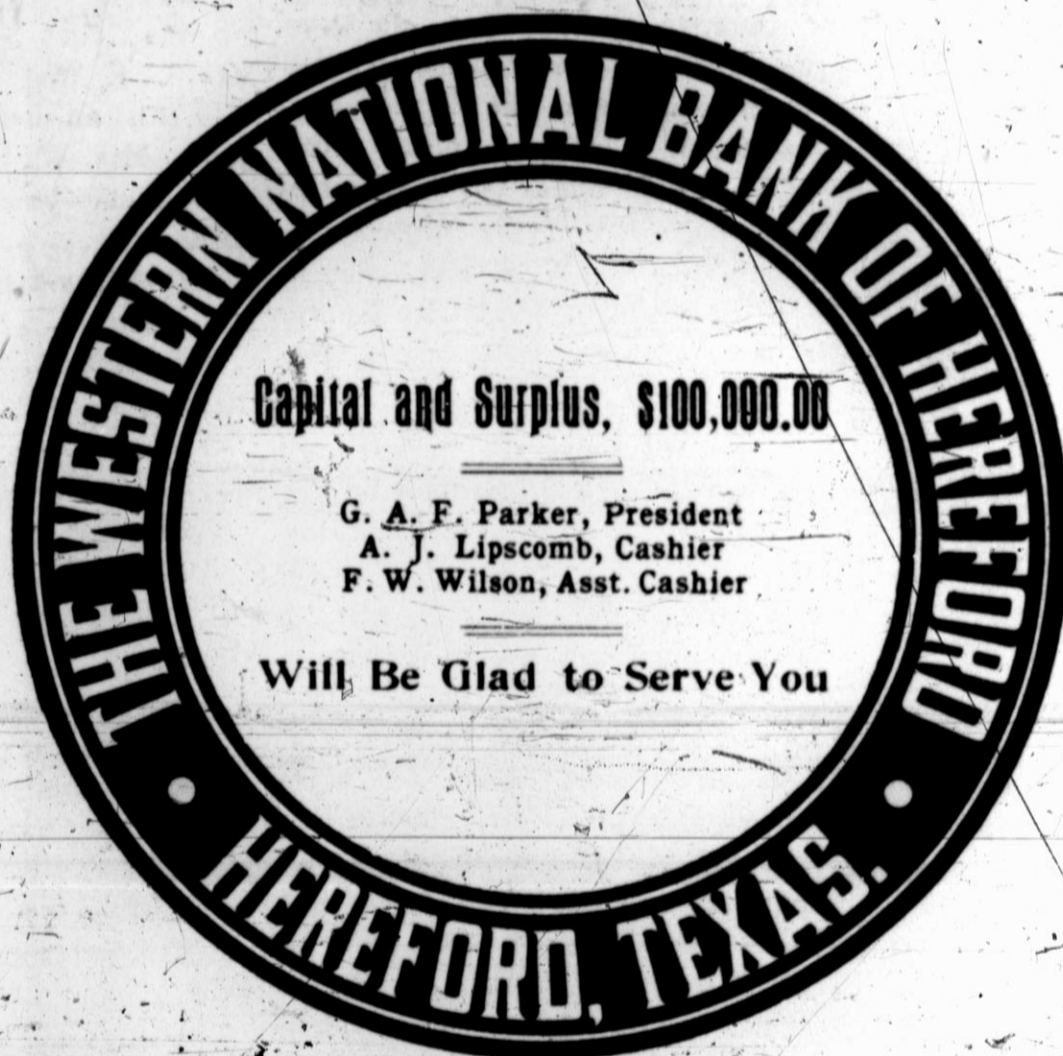 THE WESTERN NATIONAL BANK OF HEREFORD
Capital and Surplus, $100,000.00
G. A. F. Parker, President
A. J. Lipscomb, Cashier
F. W. Wilson, Asst. Cashier
Will Be Glad to Serve You
HEREFORD, TEXAS.